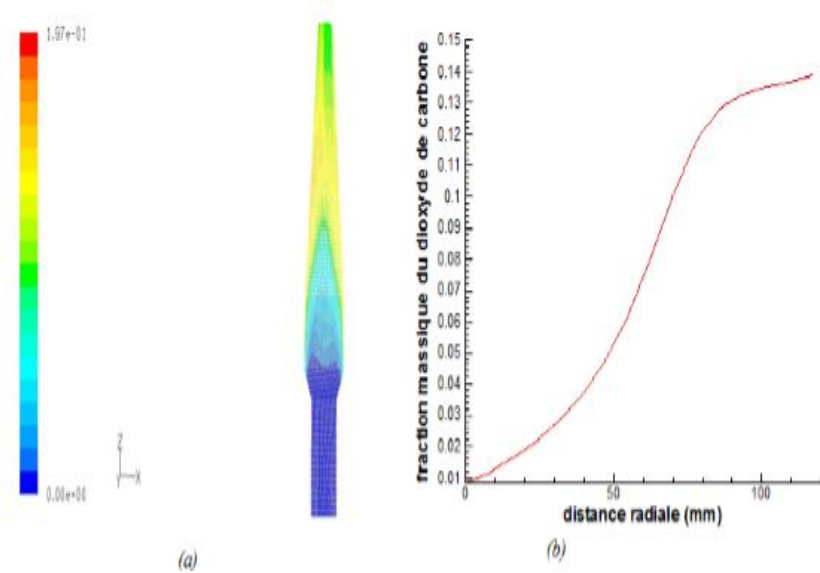 1.97e-01
0.00e+00
Z
Y
X
(a)
fraction massique du dioxyde de carbone
0.15
0.14
0.13
0.12
0.11
0.1
0.09
0.08
0.07
0.06
0.05
0.04
0.03
0.02
0.01
0
50
100
distance radiale (mm)
(b)